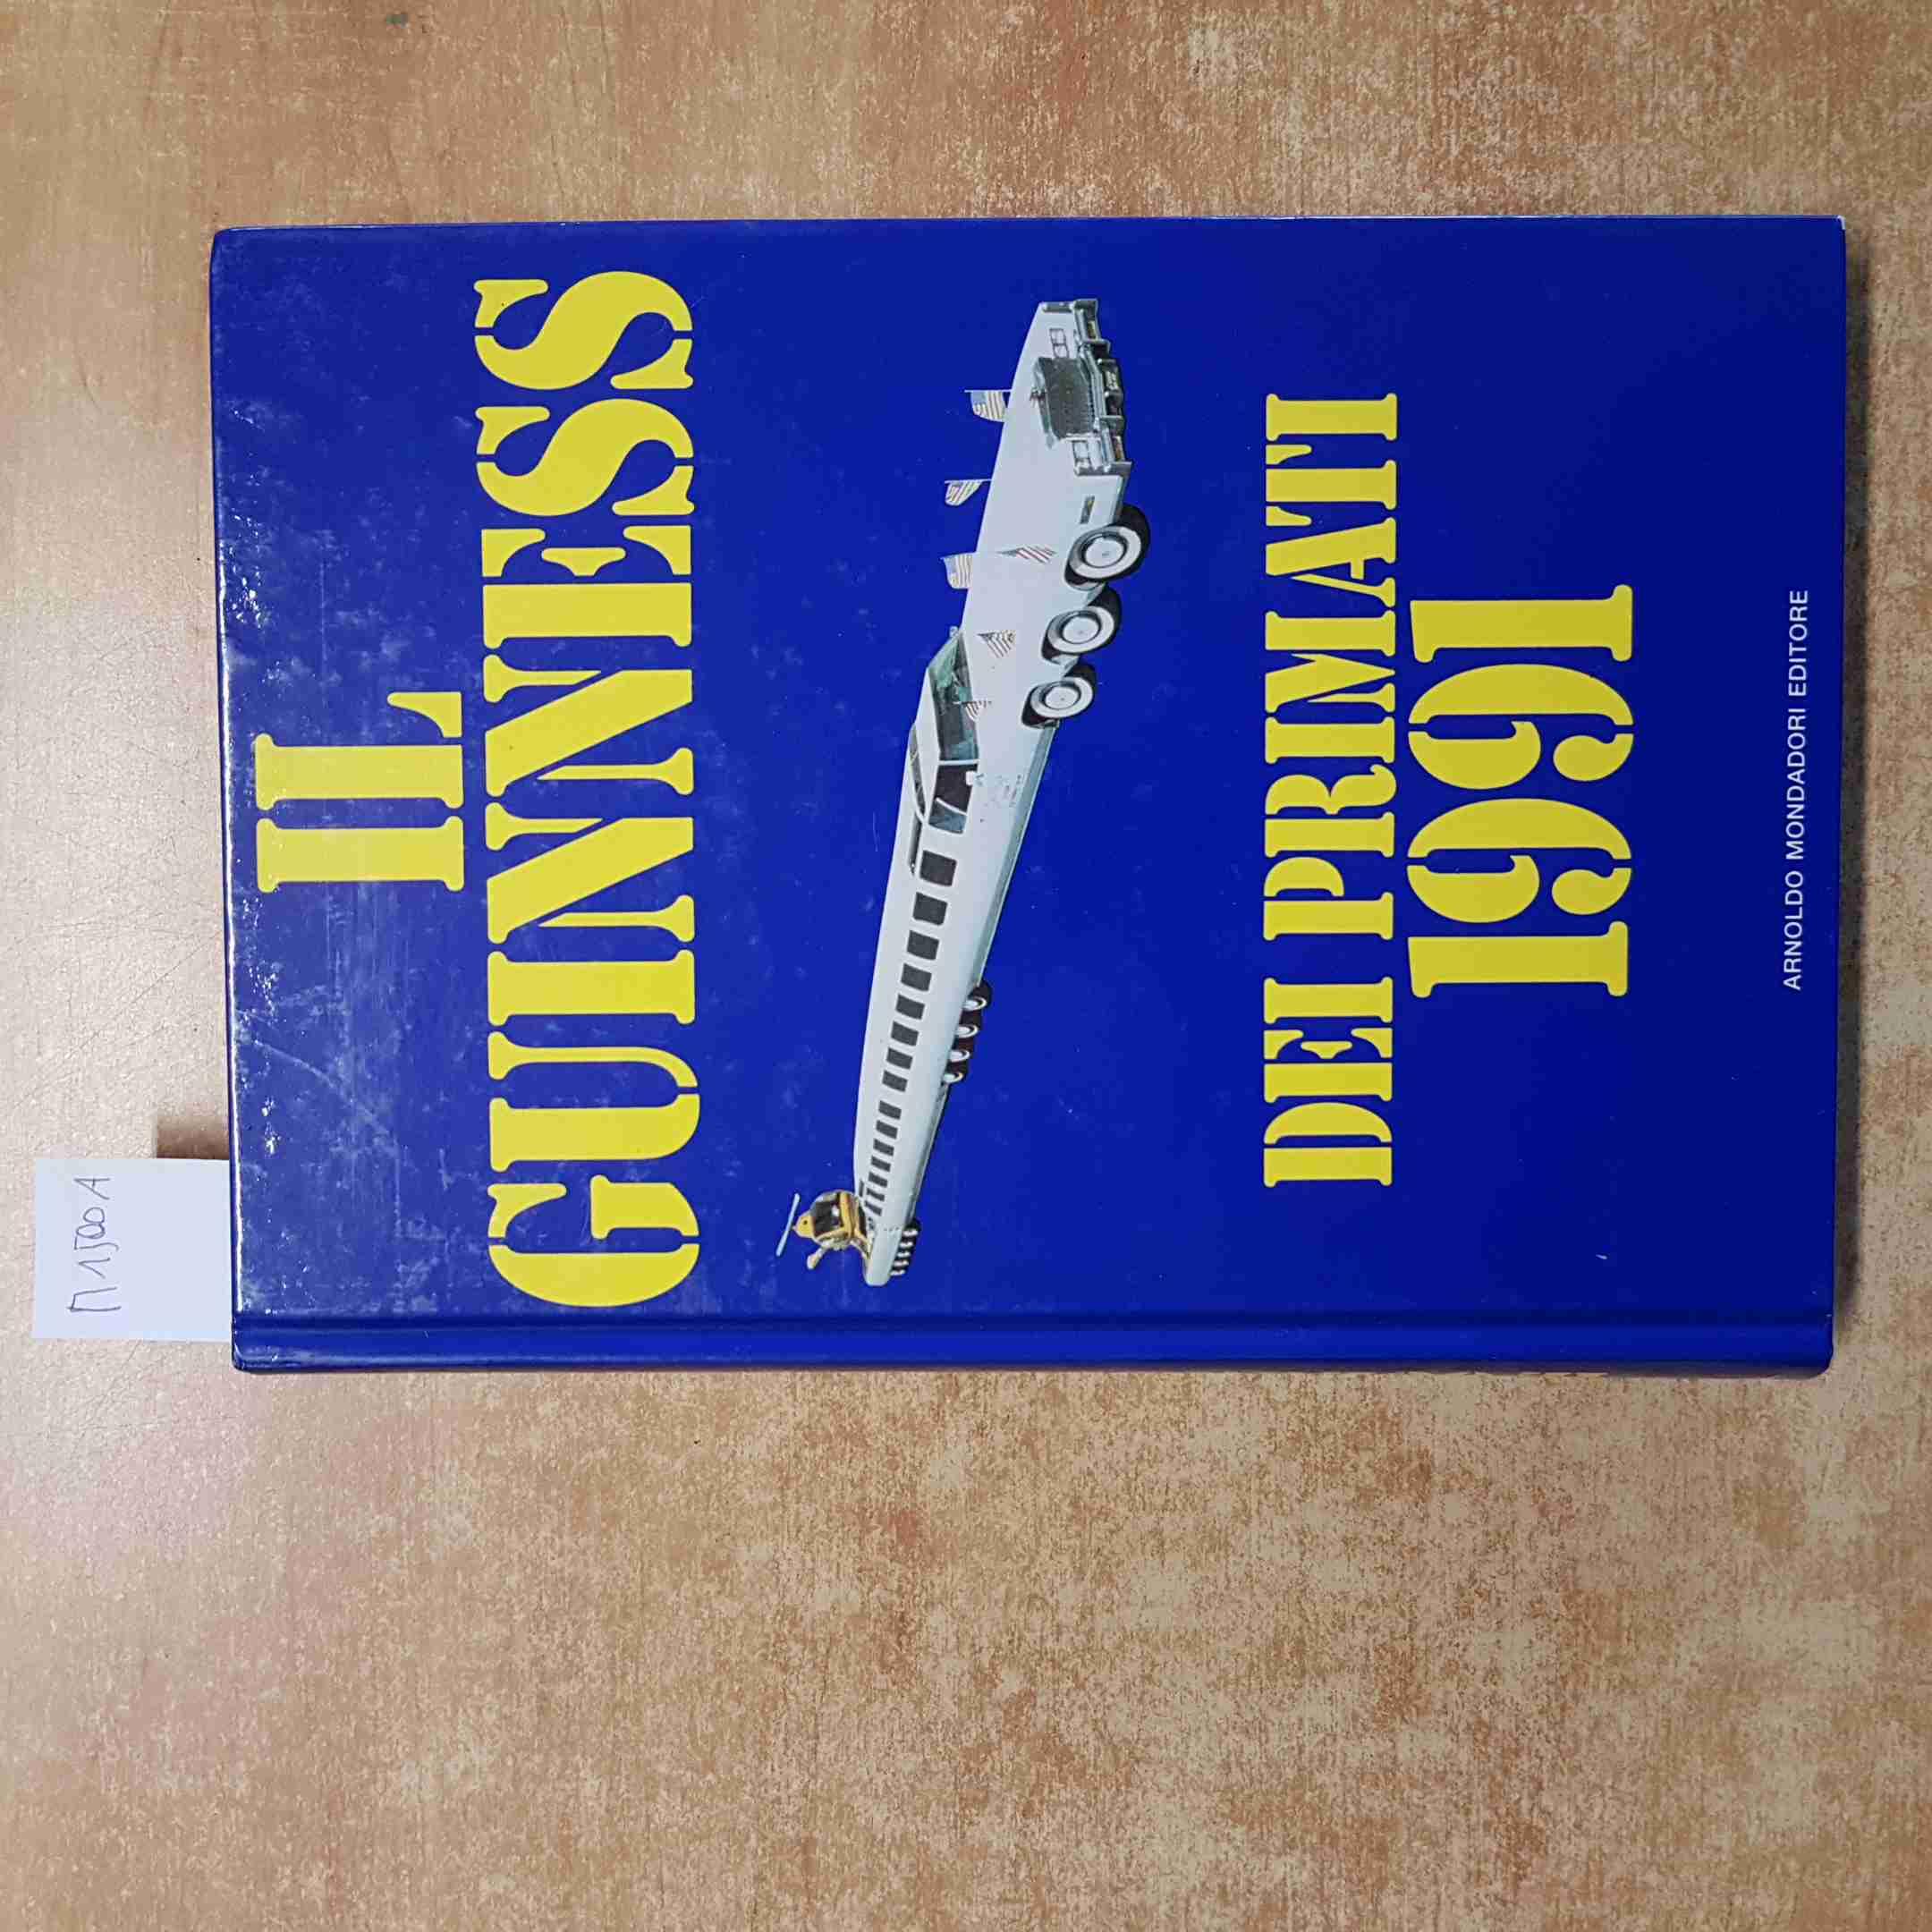 IL
GUINNESS
DEI PRIMATI
1991
ARNOLDO MONDADORI EDITORE